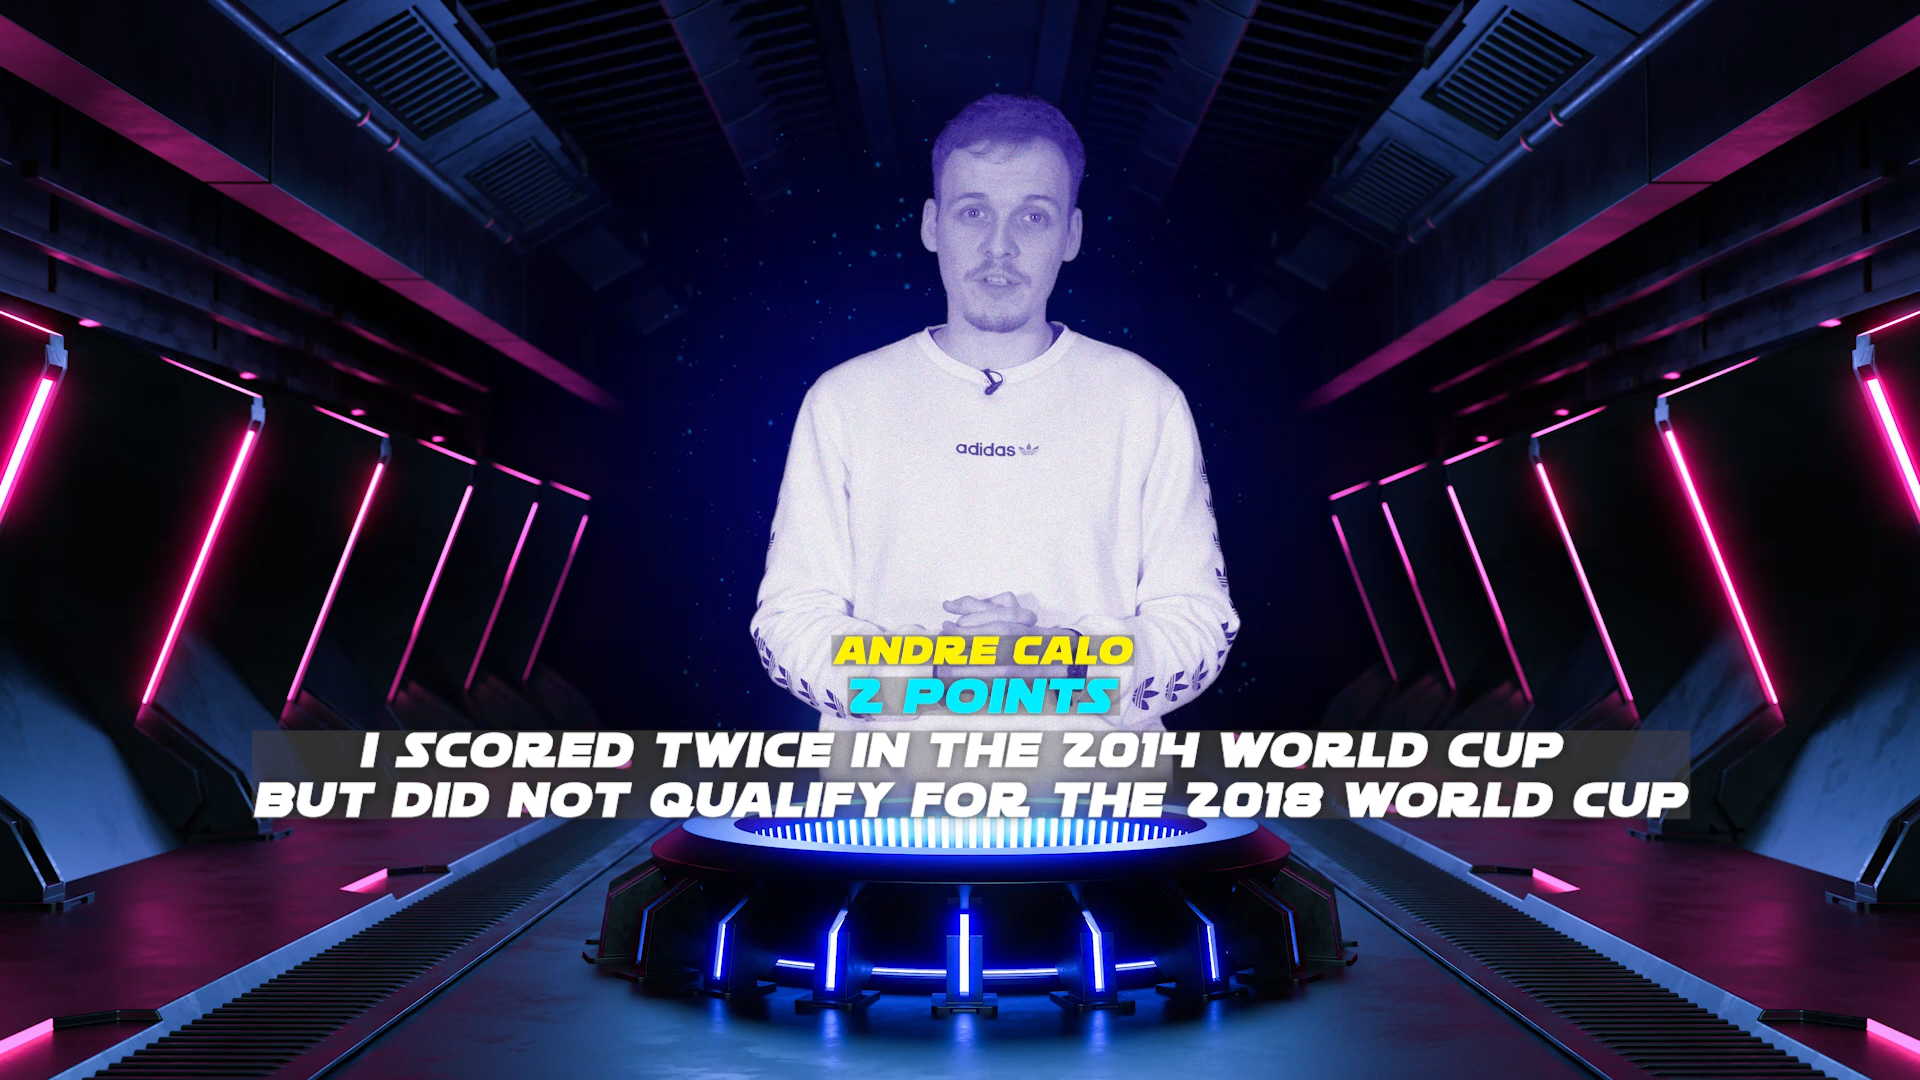 adidas
ANDRE CALO
2 POINTS
I SCORED TWICE IN THE 2014 WORLD CUP
BUT DID NOT QUALIFY FOR THE 2018 WORLD CUP